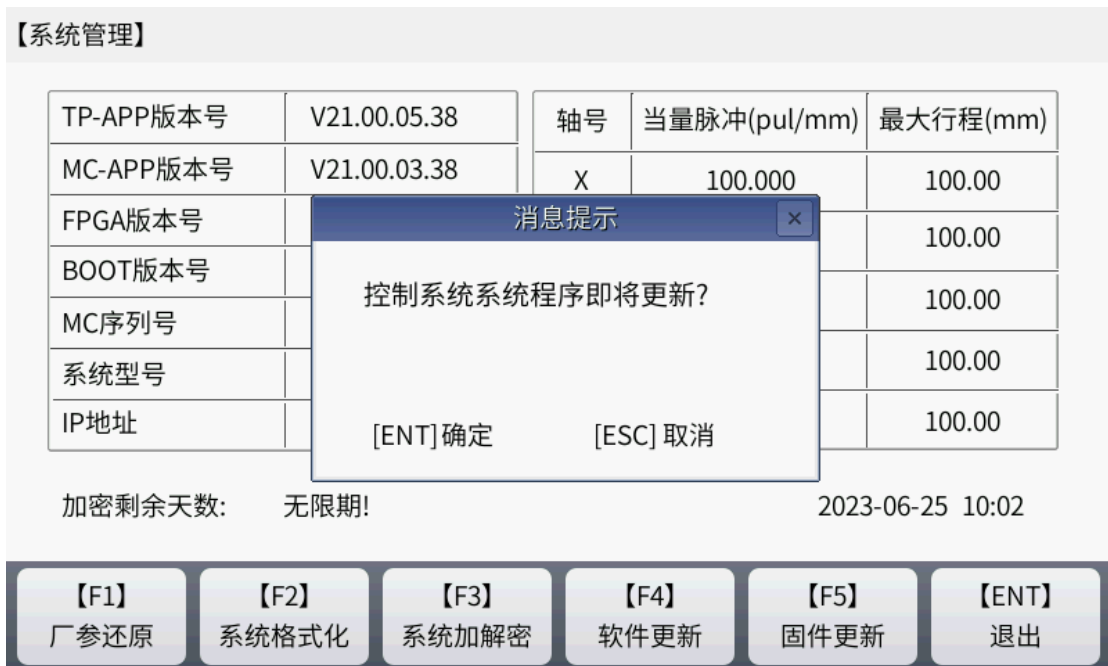 【系统管理】
TP-APP版本号 V21.00.05.38
MC-APP版本号 V21.00.03.38
FPGA版本号
BOOT版本号
MC序列号
系统型号
IP地址
轴号 当量脉冲(pul/mm) 最大行程(mm)
X 100.000 100.00
100.00
100.00
100.00
100.00
消息提示
控制系统系统程序即将更新?
[ENT]确定 [ESC] 取消
加密剩余天数: 无限期! 2023-06-25 10:02
【F1】 【F2】 【F3】 【F4】 【F5】 【ENT】
厂参还原 系统格式化 系统加解密 软件更新 固件更新 退出